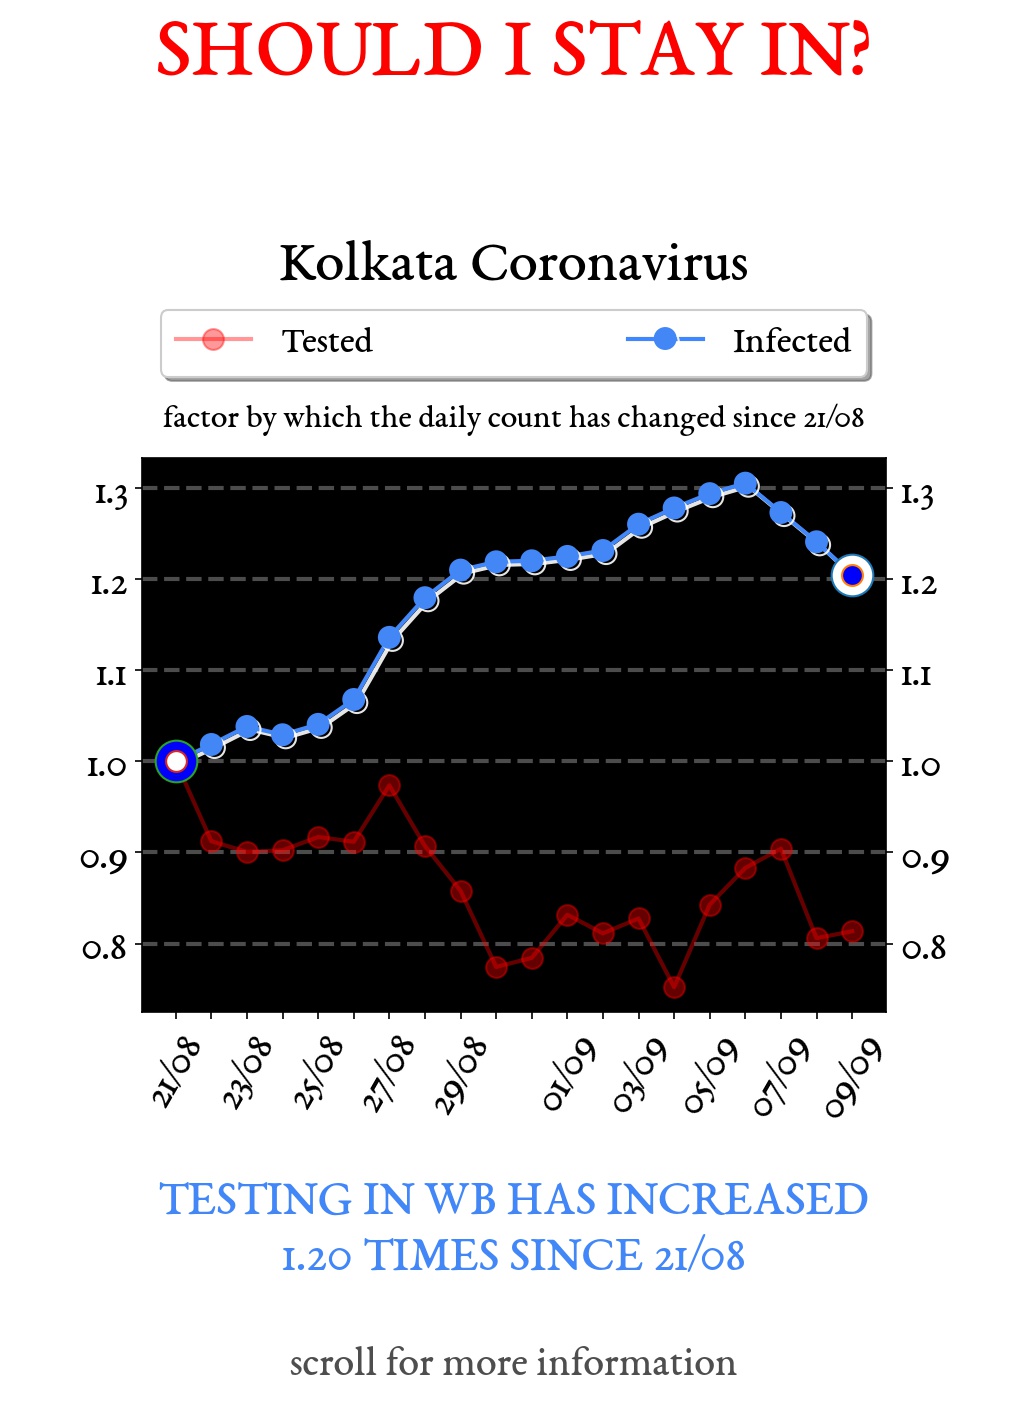 SHOULD I STAY IN?
Kolkata Coronavirus
Tested Infected
factor by which the daily count has changed since 21/08
1.3 1.3
1.2 1.2
1.1 1.1
1.0 1.0
0.9 0.9
0.8 0.8
21/08 23/08 25/08 27/08 29/08 01/09 03/09 05/09 07/09 09/09
TESTING IN WB HAS INCREASED
1.20 TIMES SINCE 21/08
scroll for more information